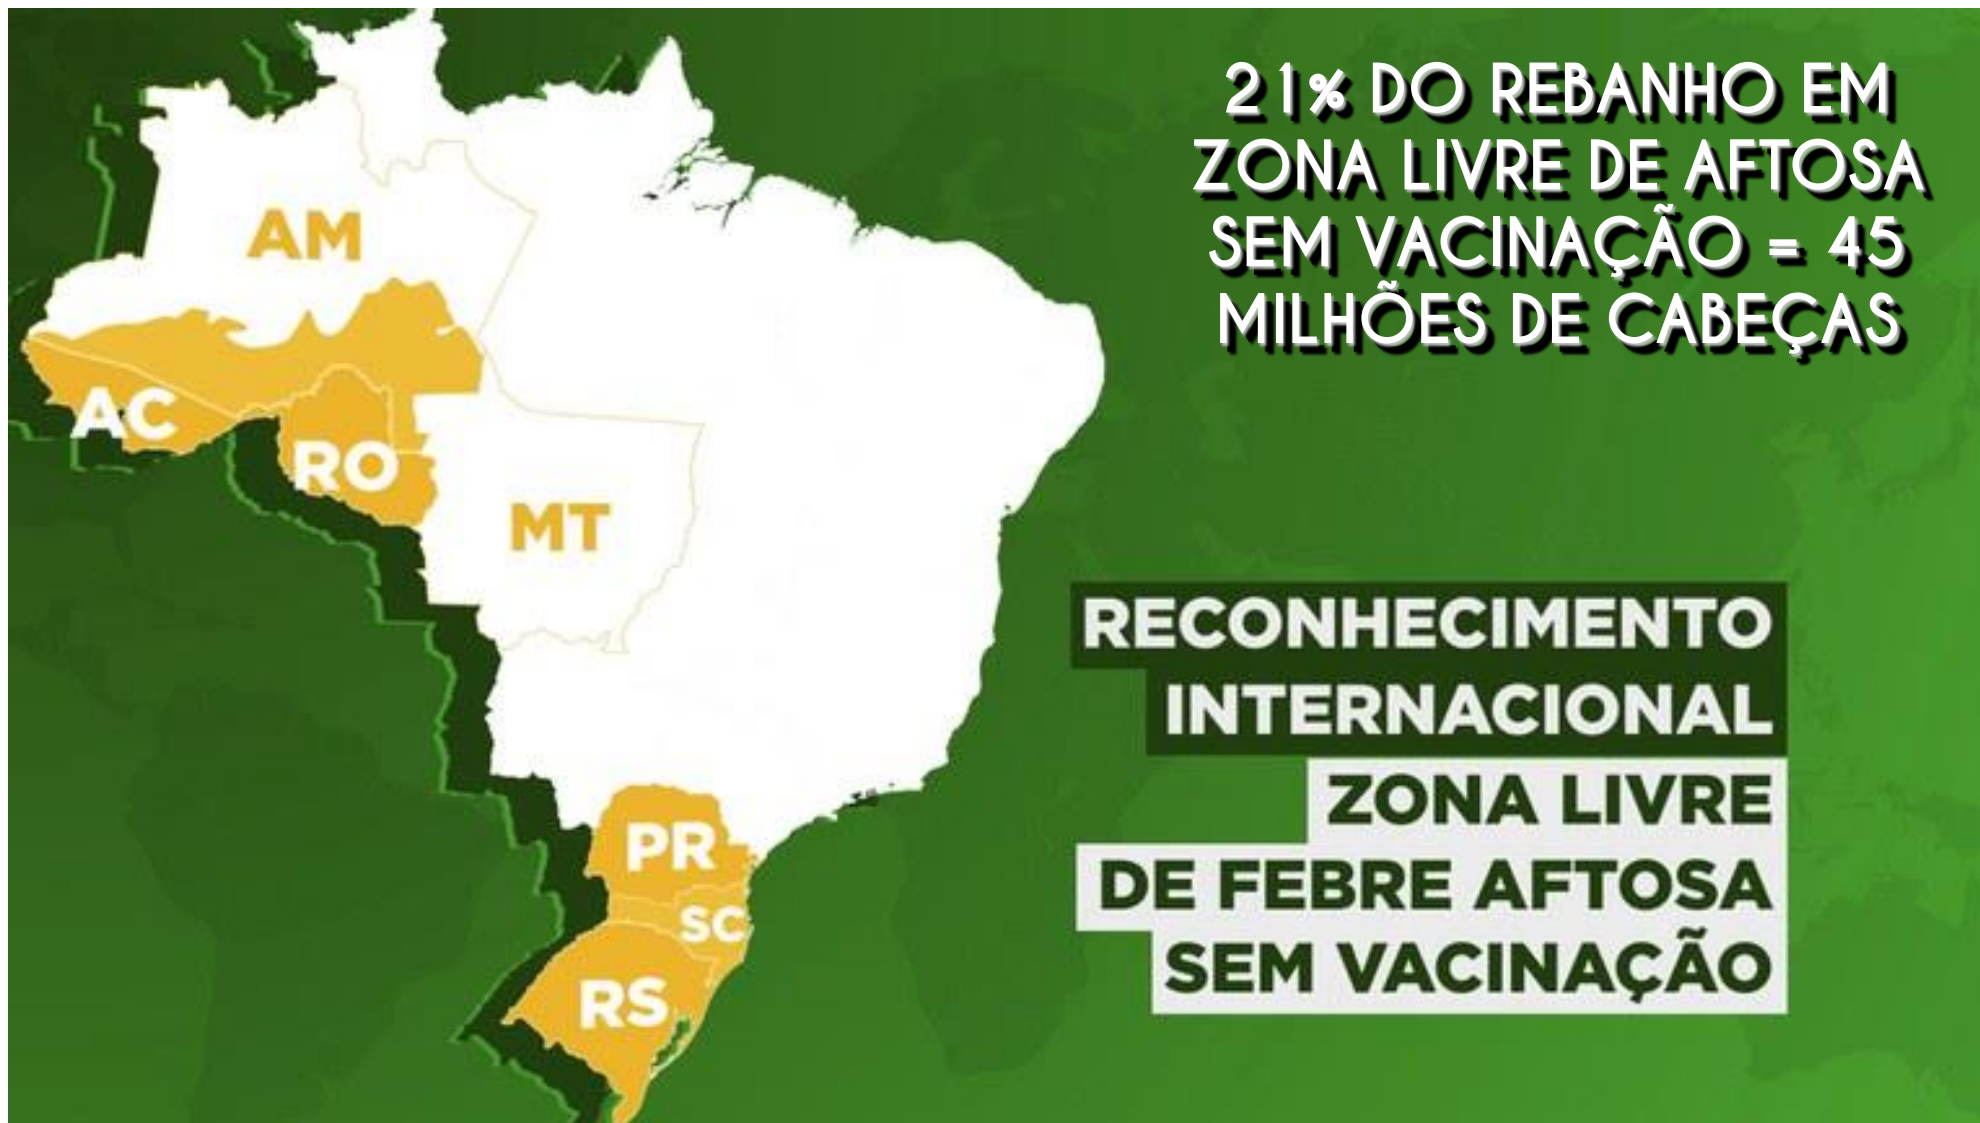 21% DO REBANHO EM
ZONA LIVRE DE AFTOSA
SEM VACINAÇÃO = 45
MILHÕES DE CABEÇAS
AM
AC
RO
MT
PR
SC
RS
RECONHECIMENTO
INTERNACIONAL
ZONA LIVRE
DE FEBRE AFTOSA
SEM VACINAÇÃO